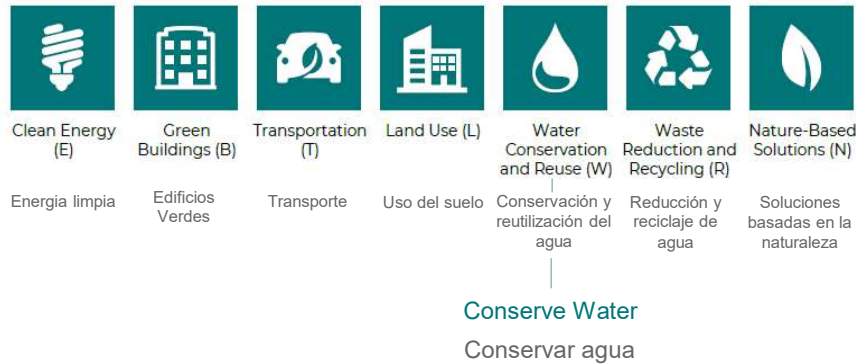 Clean Energy
(E)
Green
Buildings (B)
Transportation
(T)
Land Use (L)
Water
Conservation
and Reuse (W)
Waste
Reduction and
Recycling (R)
Nature-Based
Solutions (N)
Energia limpia
Edificios
Verdes
Transporte
Uso del suelo
Conservación y
reutilización del
agua
Reducción y
reciclaje de
agua
Soluciones
basadas en la
naturaleza
Conserve Water
Conservar agua